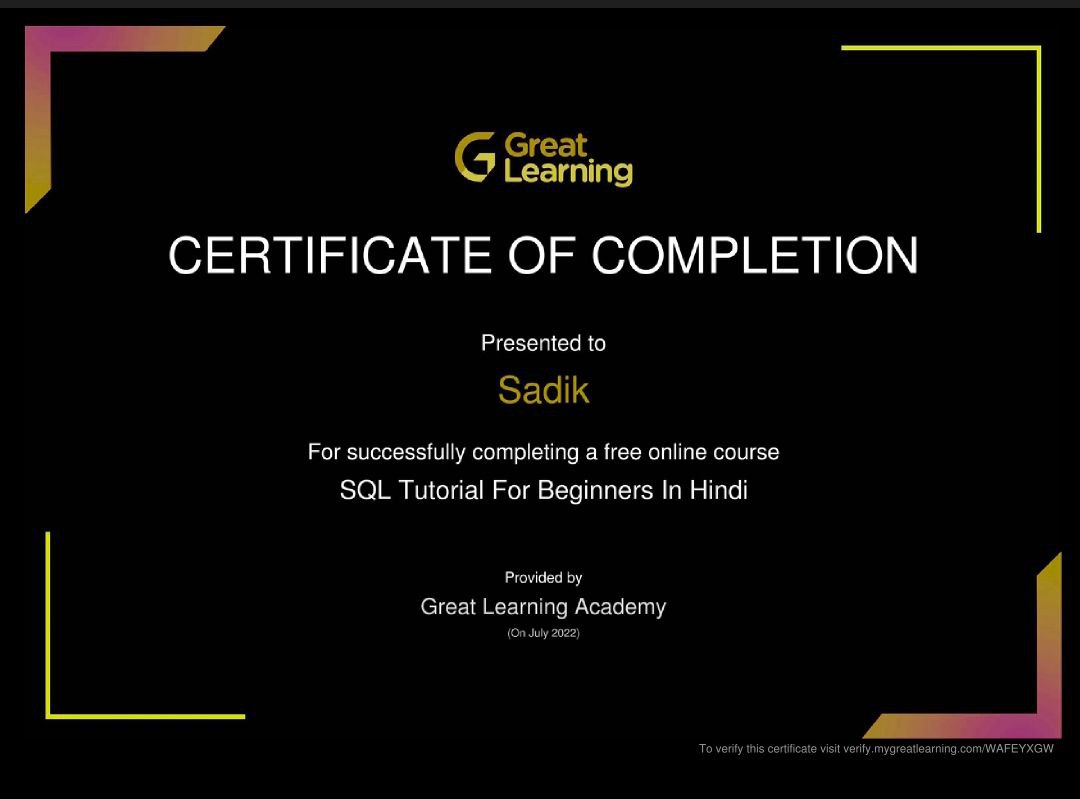 Great
Learning
CERTIFICATE OF COMPLETION
Presented to
Sadik
For successfully completing a free online course
SQL Tutorial For Beginners In Hindi
Provided by
Great Learning Academy
(On July 2022)
To verify this certificate visit verify.mygreatlearning.com/WAFEYXGW